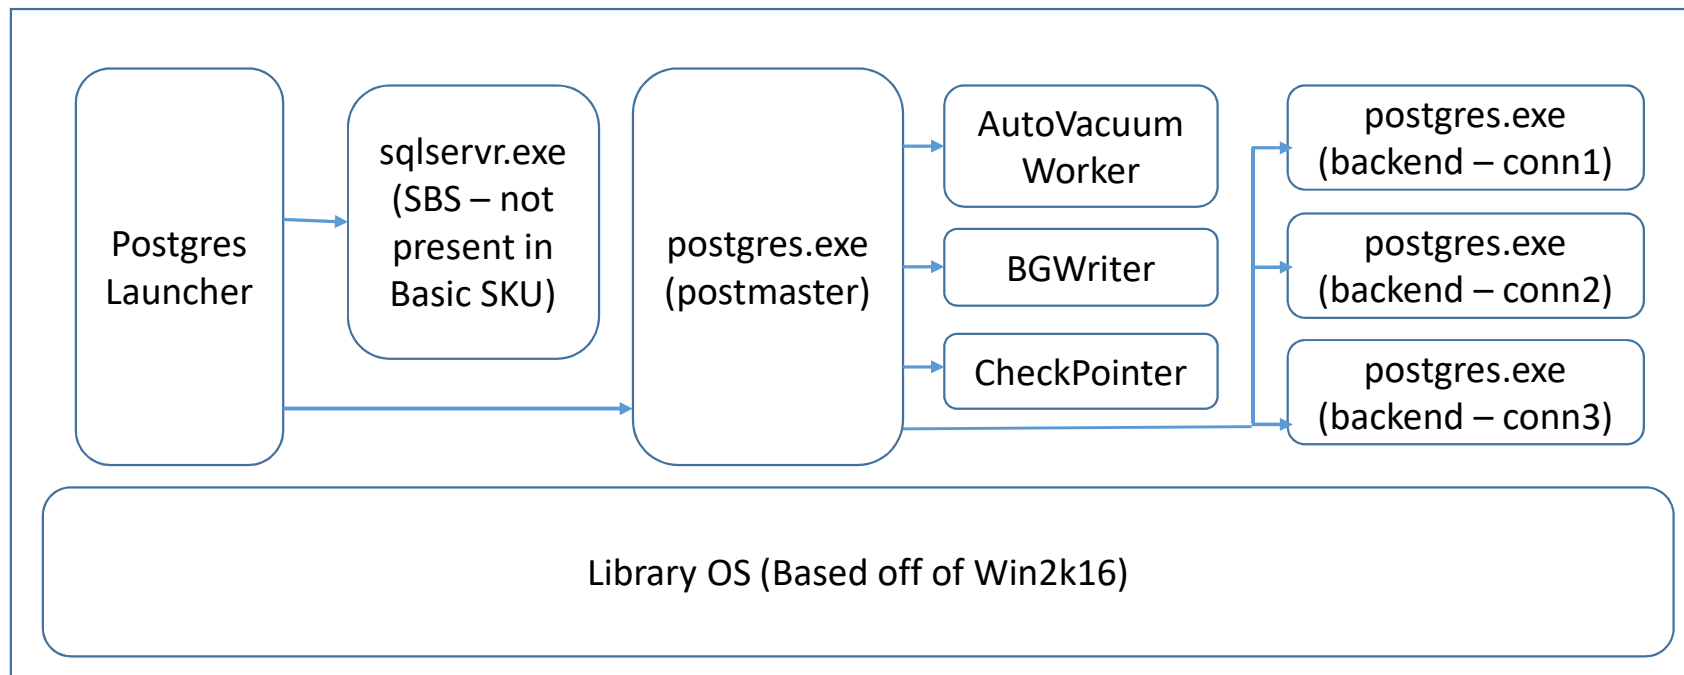 Postgres
Launcher
sqlservr.exe
(SBS – not
present in
Basic SKU)
postgres.exe
(postmaster)
AutoVacuum
Worker
BGWriter
CheckPointer
postgres.exe
(backend – conn1)
postgres.exe
(backend – conn2)
postgres.exe
(backend – conn3)
Library OS (Based off of Win2k16)